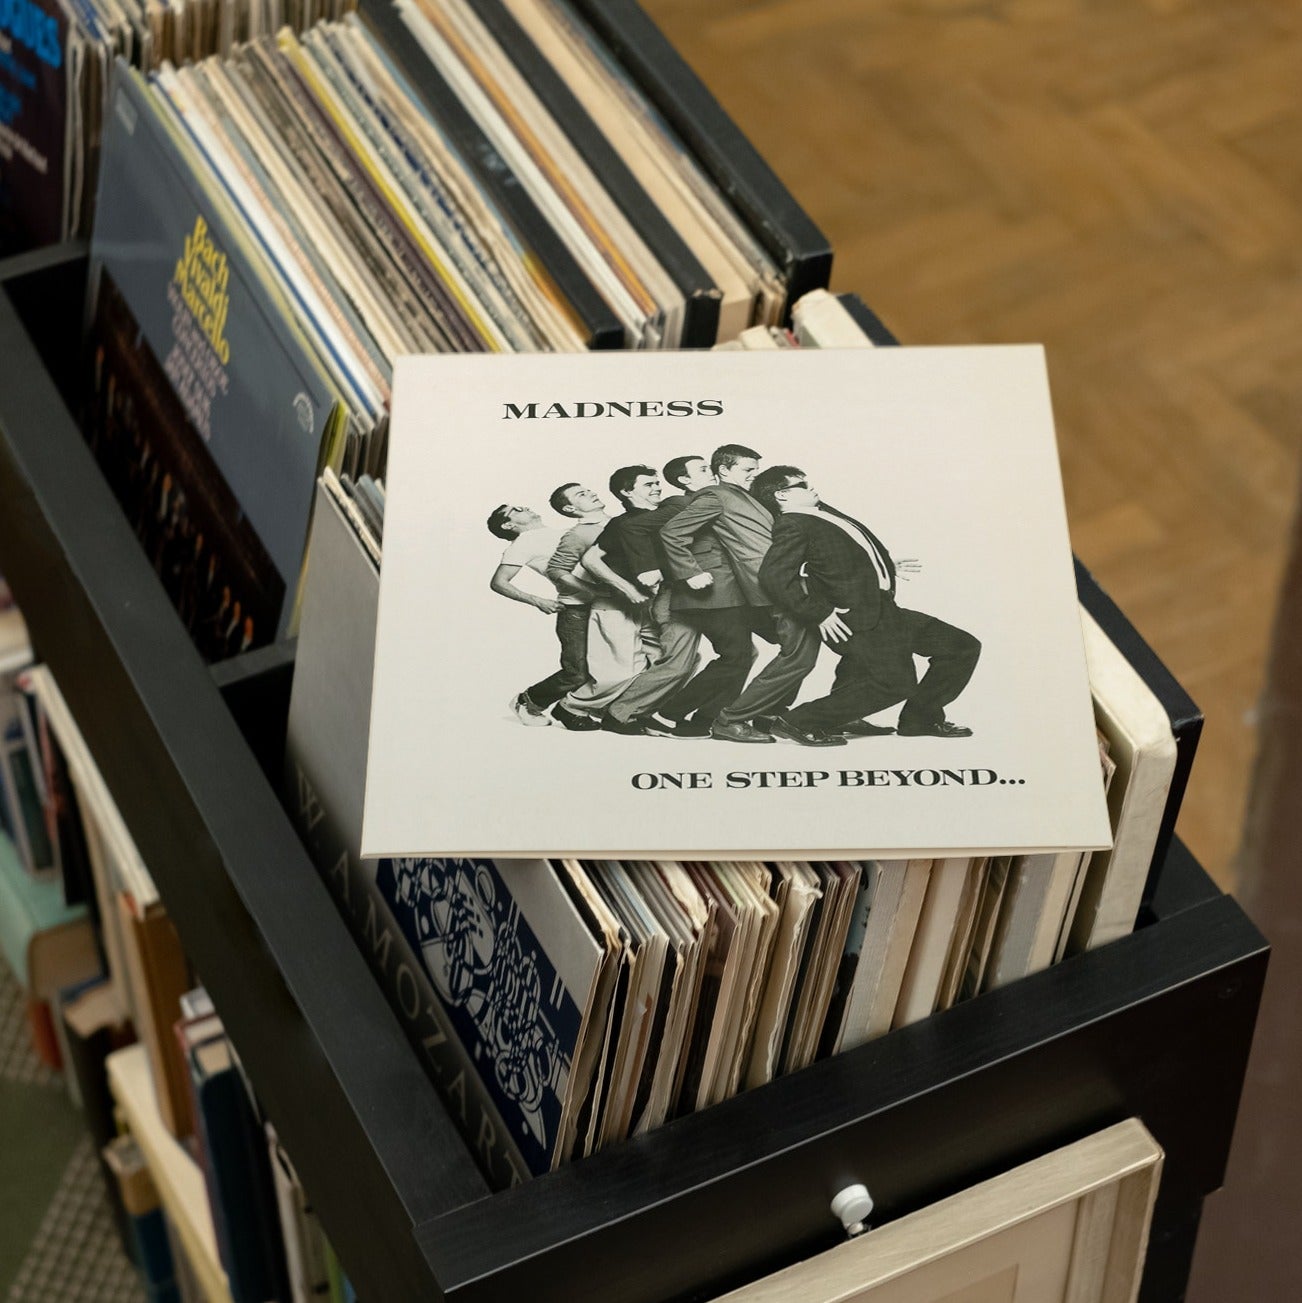 MADNESS
ONE STEP BEYOND...
Bach
Vivaldi
Marcello
W. A. MOZART